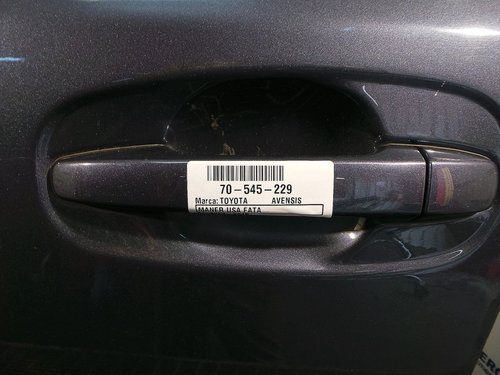 70-545-229
Marca: TOYOTA AVENSIS
MANER USA FATA